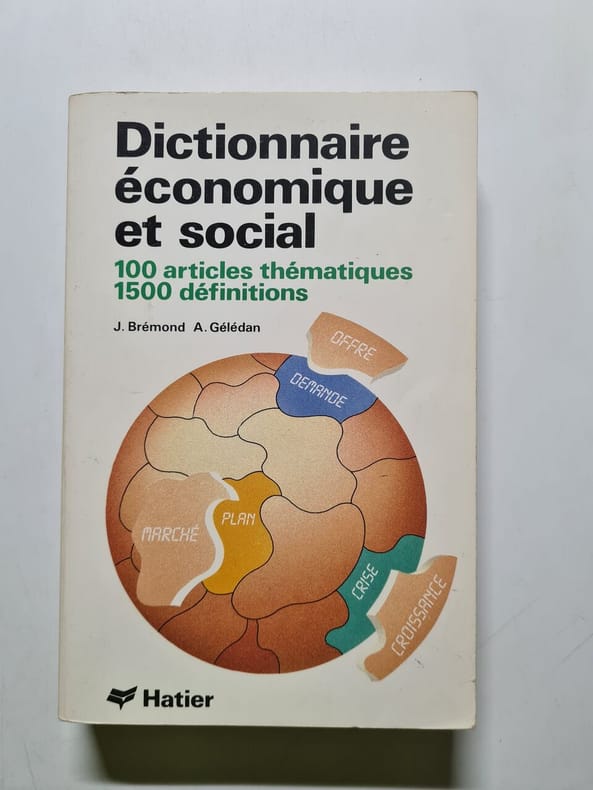 Dictionnaire
économique
et social
100 articles thématiques
1500 définitions
J. Brémond A. Gélédan
OFFRE
DEMANDE
MARCHÉ
PLAN
CRISE
CROISSANCE
Hatier